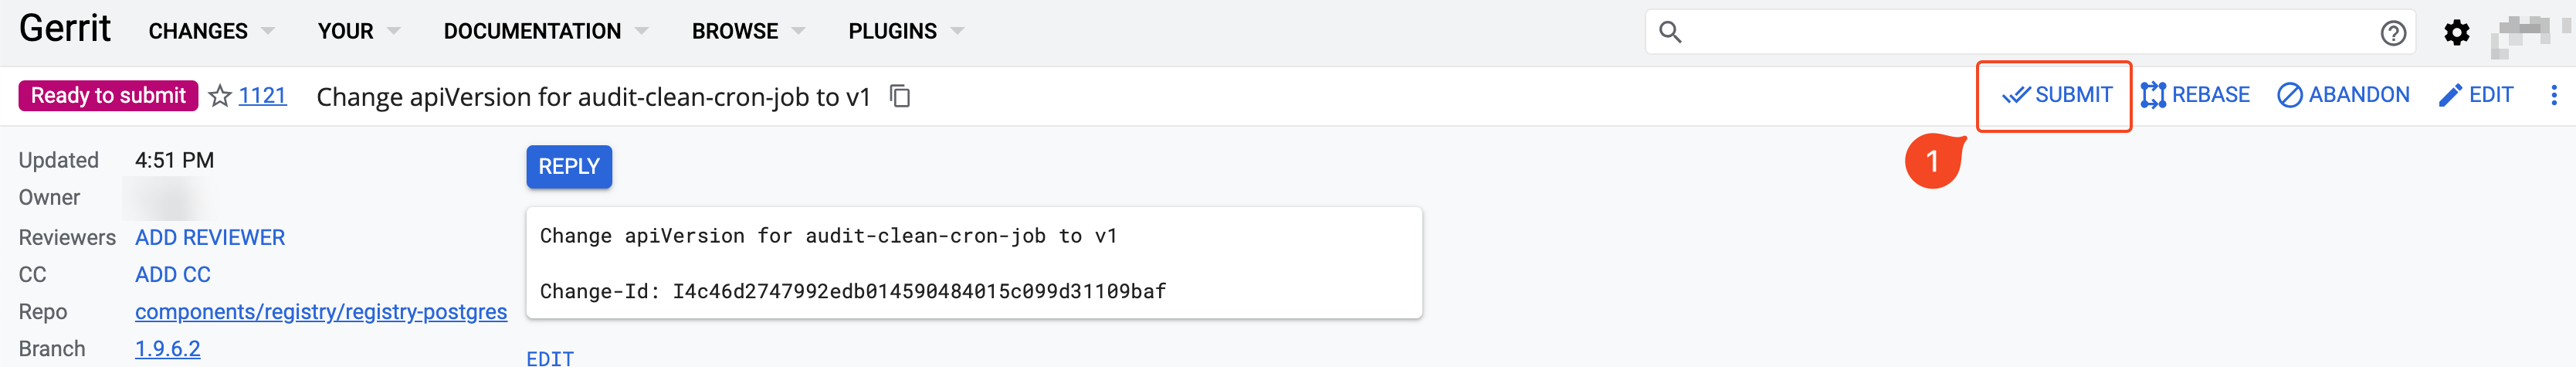 Gerrit CHANGES YOUR DOCUMENTATION BROWSE PLUGINS
Ready to submit 1121 Change apiVersion for audit-clean-cron-job to v1 SUBMIT REBASE ABANDON EDIT
1
Updated 4:51 PM
REPLY
Owner
Reviewers ADD REVIEWER
CC ADD CC
Repo components/registry/registry-postgres
Branch 1.9.6.2
Change apiVersion for audit-clean-cron-job to v1
Change-Id: I4c46d2747992edb014590484015c099d31109baf
EDIT